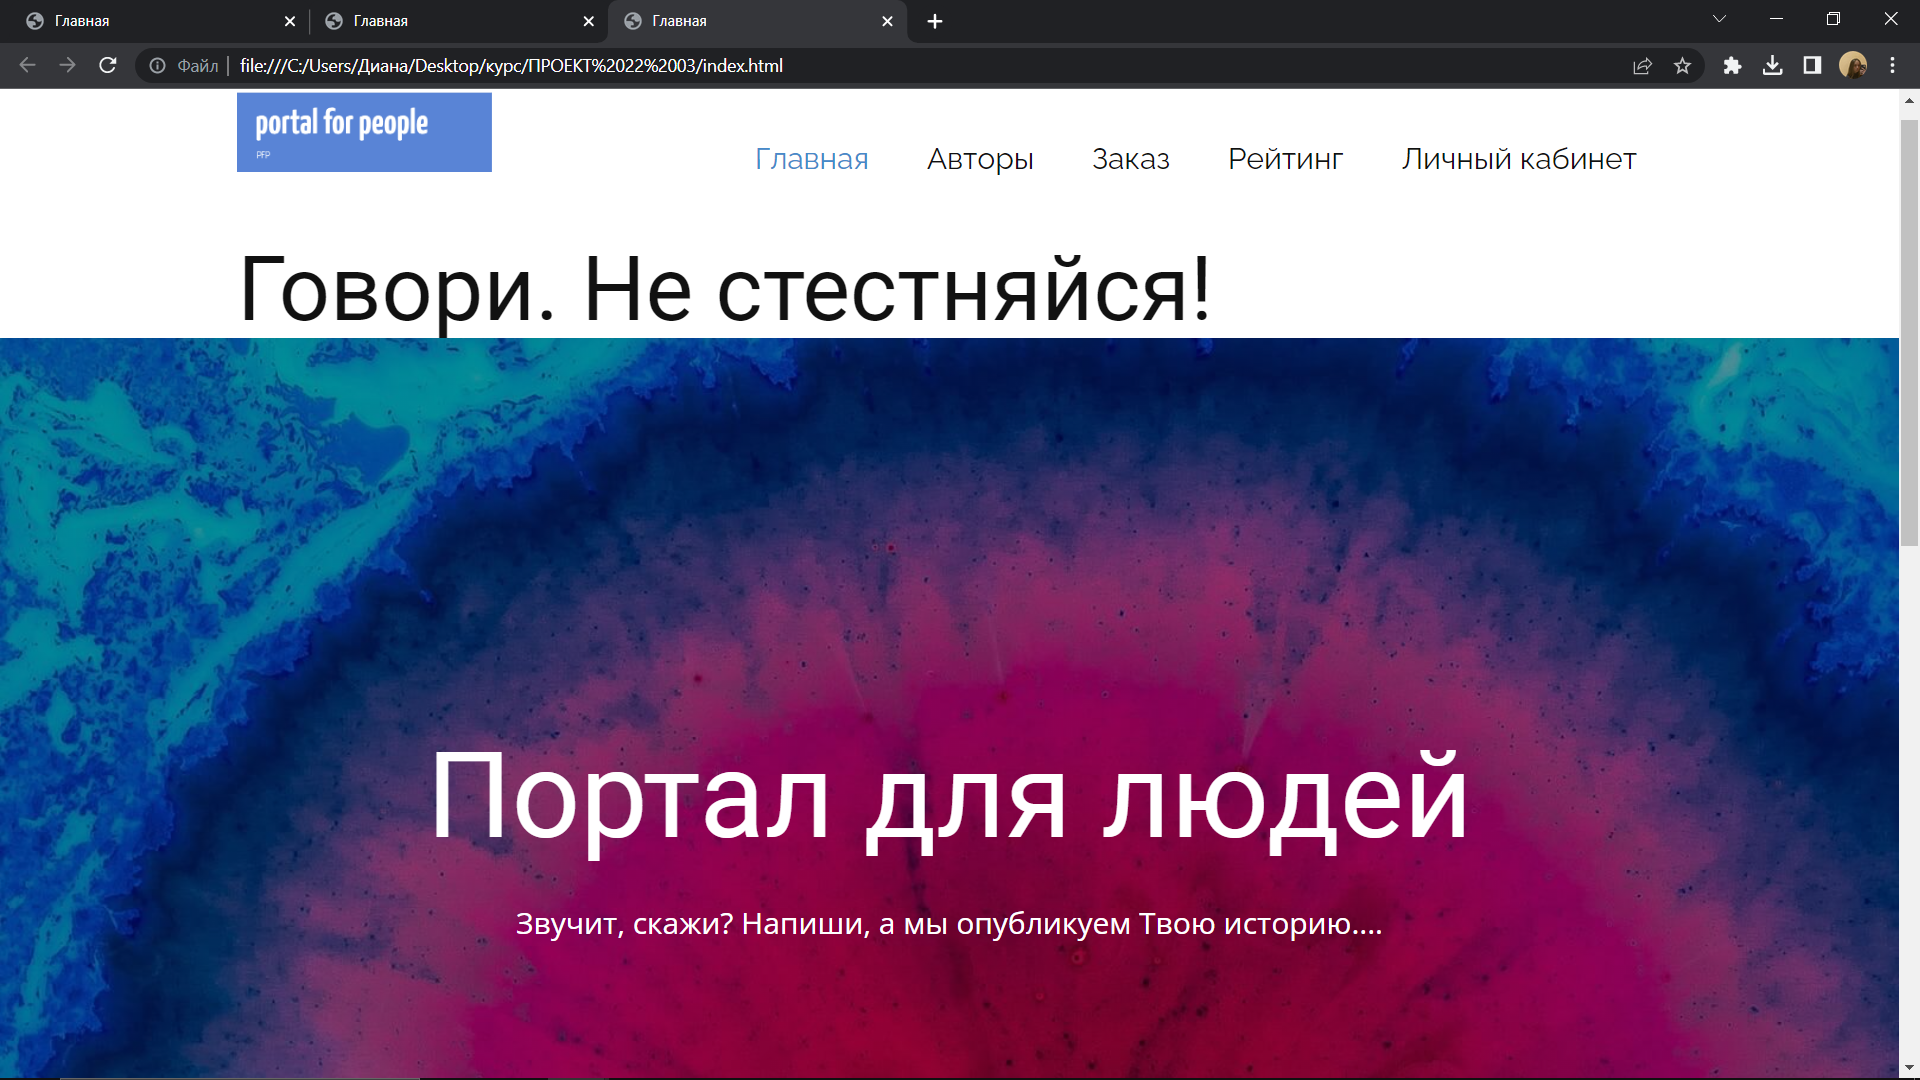 Главная
Главная
Главная
Файл file:///C:/Users/Диана/Desktop/курс/ПРОЕКТ%2022%2003/index.html
portal for people
PFP
Главная Авторы Заказ Рейтинг Личный кабинет
Говори. Не стестняйся!
Портал для людей
Звучит, скажи? Напиши, а мы опубликуем Твою историю....